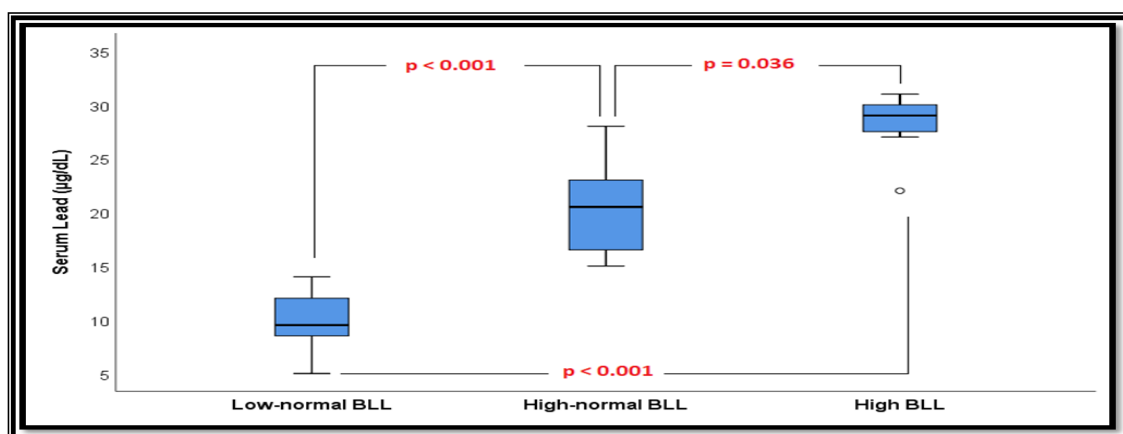 35
p < 0.001
p = 0.036
30
25
20
15
10
5
Serum Lead (µg/dL)
p < 0.001
Low-normal BLL
High-normal BLL
High BLL